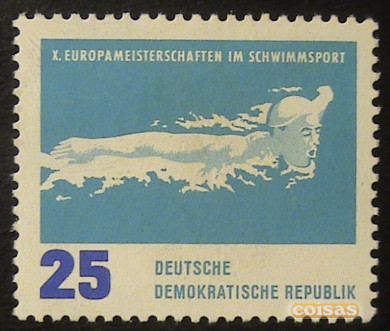 X. EUROPAMEISTERSCHAFTEN IM SCHWIMMSPORT
25
DEUTSCHE
DEMOKRATISCHE REPUBLIK
coisas